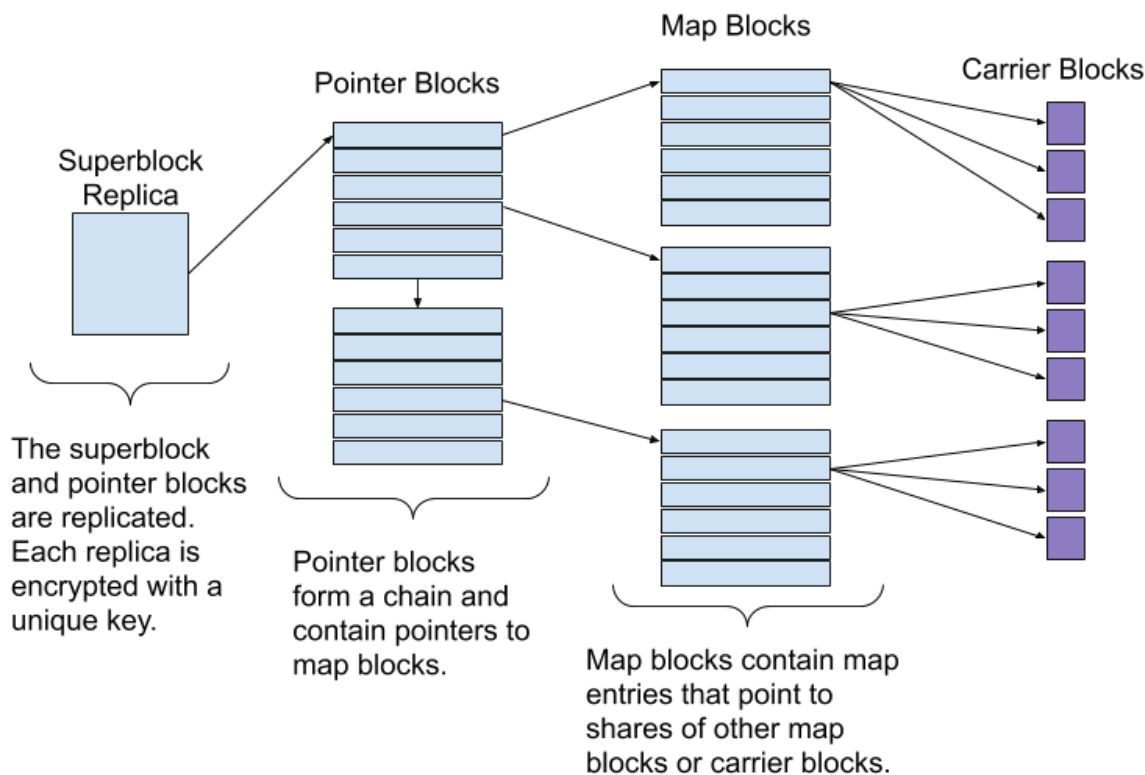 Map Blocks
Carrier Blocks
Pointer Blocks
Superblock
Replica
The superblock
and pointer blocks
are replicated.
Each replica is
encrypted with a
unique key.
Pointer blocks
form a chain and
contain pointers to
map blocks.
Map blocks contain map
entries that point to
shares of other map
blocks or carrier blocks.